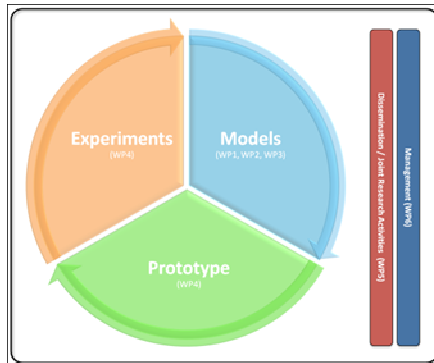 Experiments
(WP4)
Models
(WP1, WP2, WP3)
Prototype
(WP4)
Dissemination / Joint Research Activities (WP5)
Management (WP6)